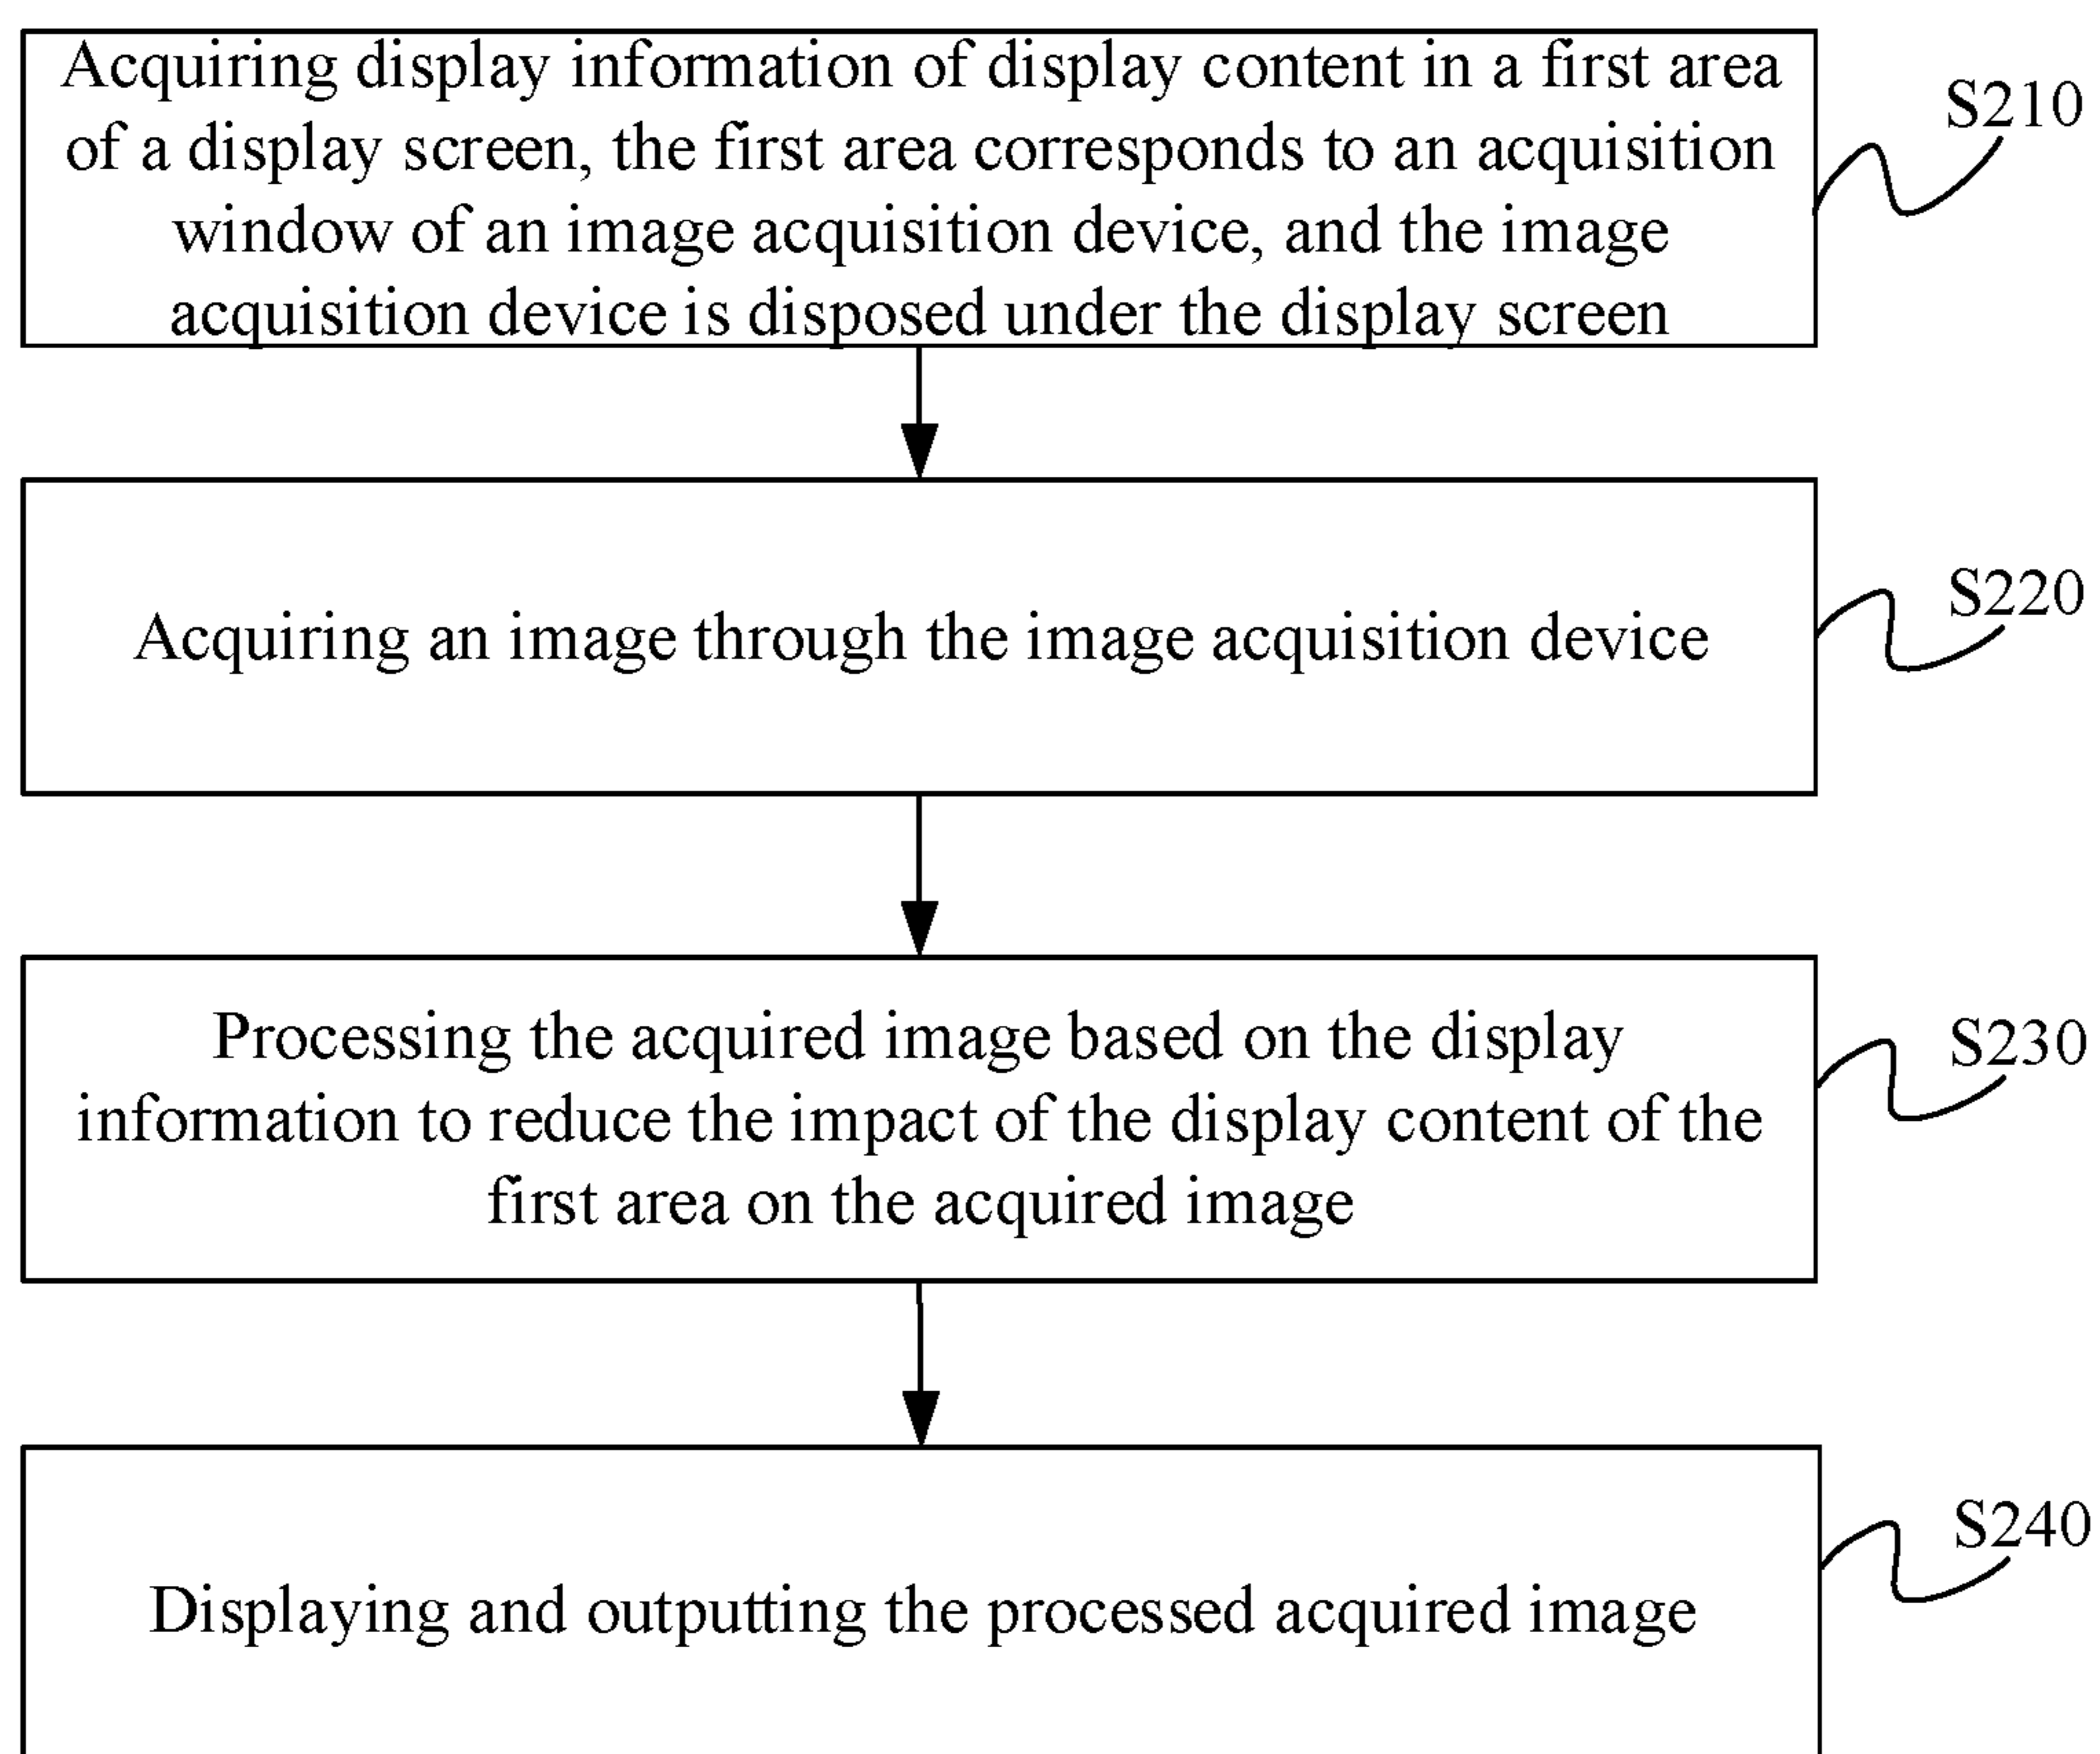 Acquiring display information of display content in a first area
of a display screen, the first area corresponds to an acquisition
window of an image acquisition device, and the image
acquisition device is disposed under the display screen
S210
Acquiring an image through the image acquisition device
S220
Processing the acquired image based on the display
information to reduce the impact of the display content of the
first area on the acquired image
S230
Displaying and outputting the processed acquired image
S240